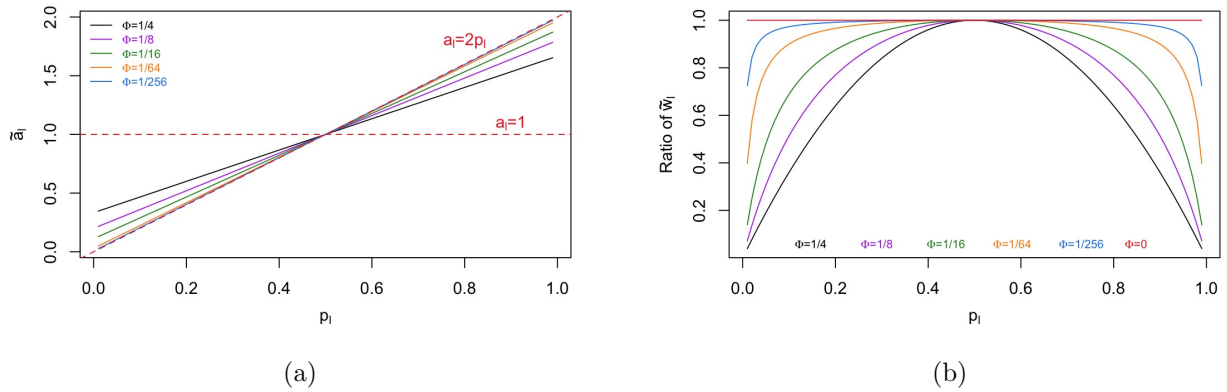 2.0
1.5
1.0
0.5
0.0
ãₗ
Φ=1/4
Φ=1/8
Φ=1/16
Φ=1/64
Φ=1/256
aₗ=2pₗ
aₗ=1
0.0 0.2 0.4 0.6 0.8 1.0
pₗ
(a)
1.0
0.8
0.6
0.4
0.2
Ratio of w̃ₗ
Φ=1/4 Φ=1/8 Φ=1/16 Φ=1/64 Φ=1/256 Φ=0
0.0 0.2 0.4 0.6 0.8 1.0
pₗ
(b)